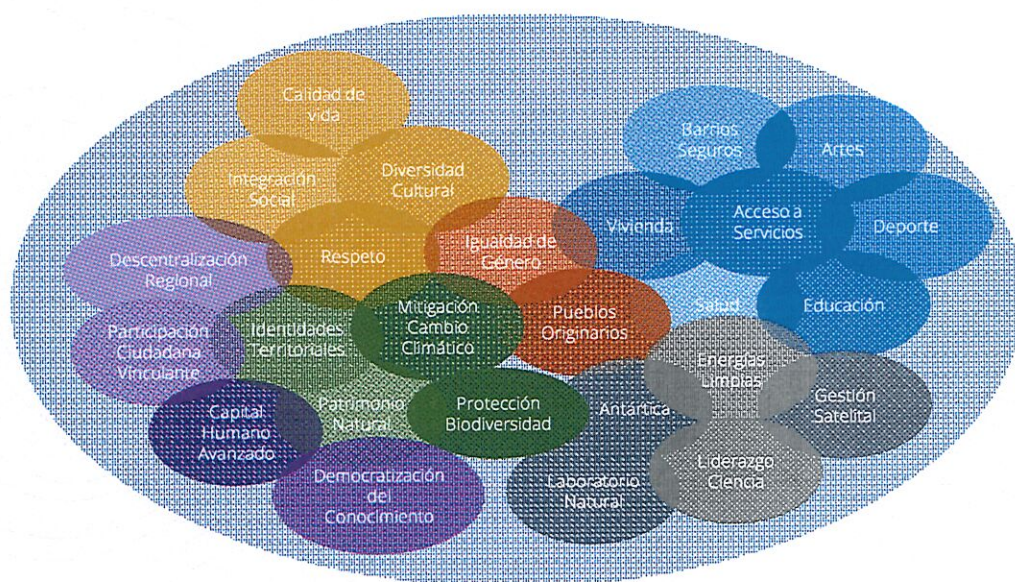 Calidad de
vida
Integración
Social
Diversidad
Cultural
Respeto
Igualdad de
Género
Pueblos
Originarios
Descentralización
Regional
Participación
Ciudadana
Vinculante
Identidades
Territoriales
Mitigación
Cambio
Climático
Capital
Humano
Avanzado
Patrimonio
Natural
Protección
Biodiversidad
Democratización
del
Conocimiento
Barrios
Seguros
Artes
Vivienda
Acceso a
Servicios
Deporte
Salud
Educación
Energías
Limpias
Antártica
Gestión
Satelital
Laboratorio
Natural
Liderazgo
Ciencia